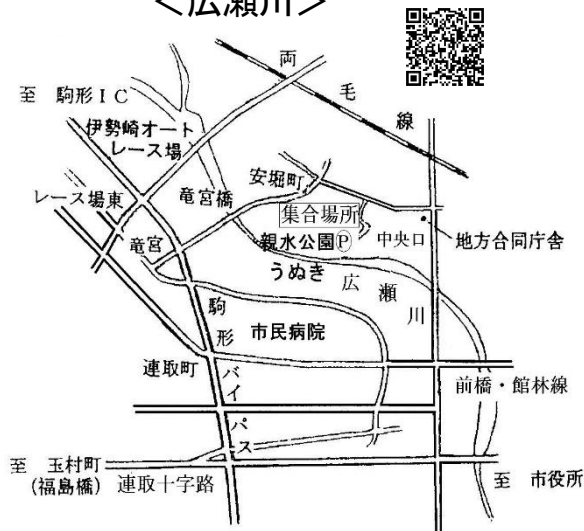 <広瀬川>
両毛線
至 駒形IC
伊勢崎オート
レース場
安堀町
レース場東
竜宮橋
集合場所
竜宮
親水公園Ⓟ
中央口
地方合同庁舎
うぬき
広瀬川
駒形バイパス
市民病院
連取町
前橋・館林線
至 玉村町
(福島橋)
連取十字路
至 市役所